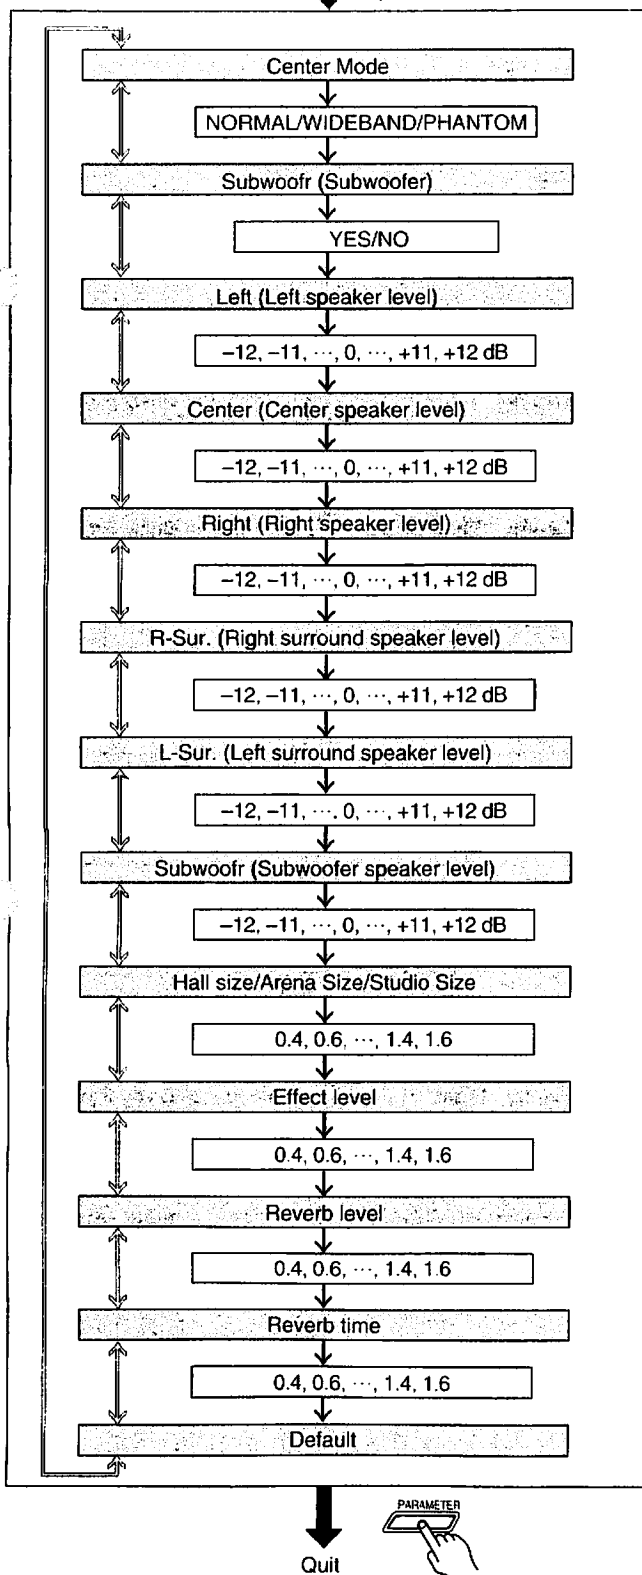 Center Mode
NORMAL/WIDEBAND/PHANTOM
Subwoofr (Subwoofer)
YES/NO
Left (Left speaker level)
–12, –11, ···, 0, ···, +11, +12 dB
Center (Center speaker level)
–12, –11, ···, 0, ···, +11, +12 dB
Right (Right speaker level)
–12, –11, ···, 0, ···, +11, +12 dB
R-Sur. (Right surround speaker level)
–12, –11, ···, 0, ···, +11, +12 dB
L-Sur. (Left surround speaker level)
–12, –11, ···. 0, ···, +11, +12 dB
Subwoofr (Subwoofer speaker level)
–12, –11, ···, 0, ···, +11, +12 dB
Hall size/Arena Size/Studio Size
0.4, 0.6, ···, 1.4, 1.6
Effect level
0.4, 0.6, ···, 1.4, 1.6
Reverb level
0.4, 0.6, ···, 1.4, 1.6
Reverb time
0.4, 0.6, ···, 1.4, 1.6
Default
PARAMETER
Quit